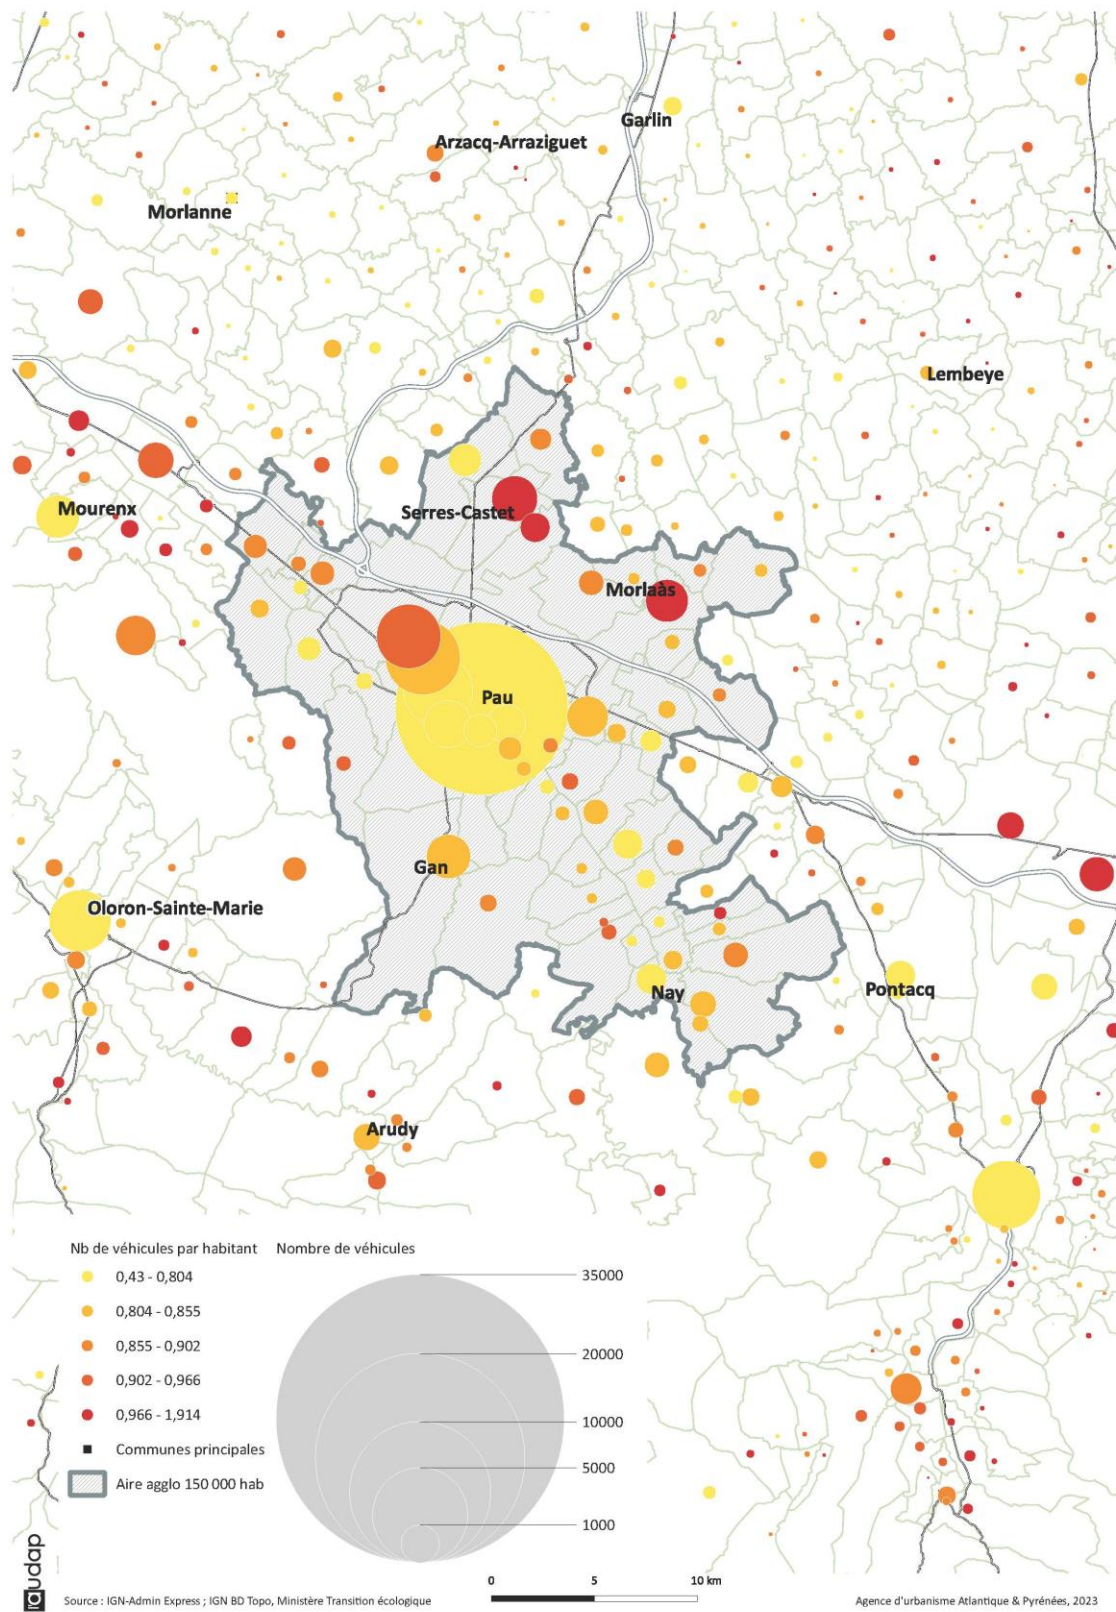 Garlin
Arzacq-Arraziguet
Morlanne
Lembeye
Mourenx
Serres-Castet
Morlaàs
Pau
Gan
Oloron-Sainte-Marie
Nay
Pontacq
Arudy
Nb de véhicules par habitant
0,43 - 0,804
0,804 - 0,855
0,855 - 0,902
0,902 - 0,966
0,966 - 1,914
Communes principales
Aire agglo 150 000 hab
Nombre de véhicules
35000
20000
10000
5000
1000
l'audap
0 5 10 km
Source : IGN-Admin Express ; IGN BD Topo, Ministère Transition écologique
Agence d'urbanisme Atlantique & Pyrénées, 2023